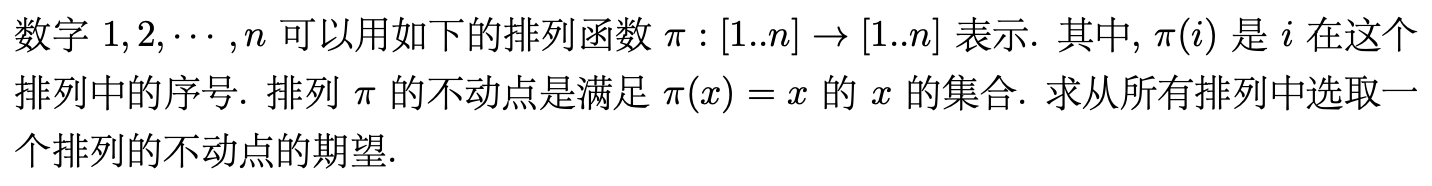 数字 1, 2, ⋯ , n 可以用如下的排列函数 π : [1..n] → [1..n] 表示. 其中, π(i) 是 i 在这个
排列中的序号. 排列 π 的不动点是满足 π(x) = x 的 x 的集合. 求从所有排列中选取一
个排列的不动点的期望.